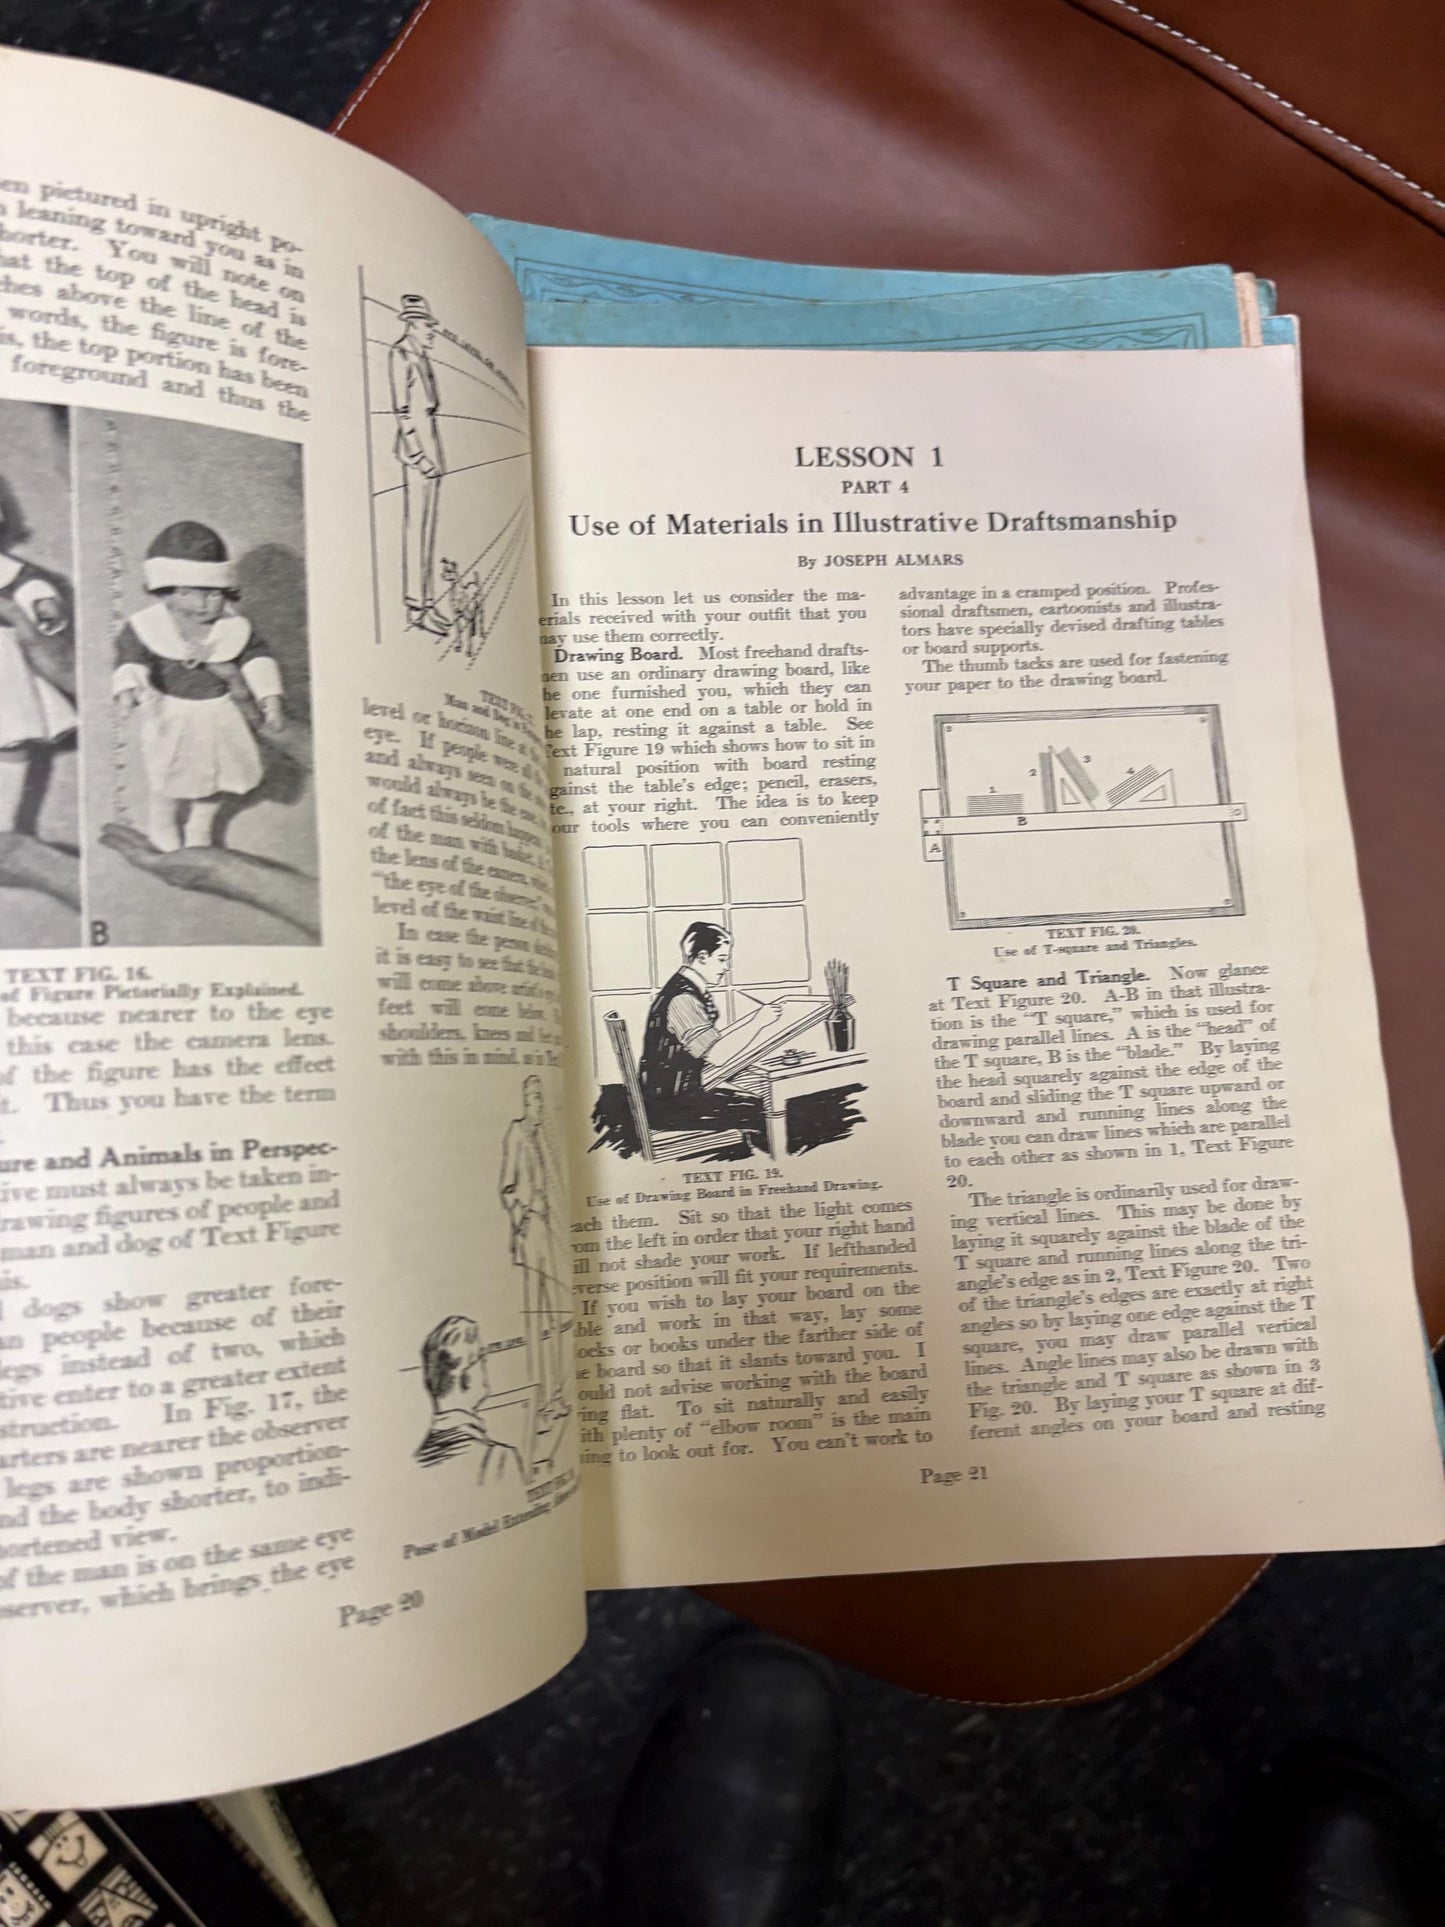 pictured in upright po-
leaning toward you as in
You will note on
the top of the head is
above the line of the
words, the figure is fore-
the top portion has been
foreground and thus the
B
TEXT FIG. 16.
of Figure Pictorially Explained.
because nearer to the eye
this case the camera lens.
of the figure has the effect
Thus you have the term
and Animals in Perspec-
must always be taken in-
figures of people and
man and dog of Text Figure
dogs show greater fore-
people because of their
legs instead of two, which
enter to a greater extent
In Fig. 17, the
are nearer the observer
legs are shown proportion-
the body shorter, to indi-
view.
of the man is on the same eye
which brings the eye
TEXT FIG.
Man and Dog in
level or horizon line
eye. If people were all
and always seen on the
would always be the case.
of fact this seldom
of the man with
the lens of the camera,
"the eye of the observer,"
level of the waist line of
In case the person
it is easy to see that the
will come above
feet will come below.
shoulders, knees and
with this in mind, as in
Pose of Model Extending
Page 20
LESSON 1
PART 4
Use of Materials in Illustrative Draftsmanship
By JOSEPH ALMARS
In this lesson let us consider the ma-
erials received with your outfit that you
may use them correctly.
Drawing Board. Most freehand drafts-
men use an ordinary drawing board, like
he one furnished you, which they can
levate at one end on a table or hold in
he lap, resting it against a table. See
Text Figure 19 which shows how to sit in
natural position with board resting
gainst the table's edge; pencil, erasers,
tc., at your right. The idea is to keep
our tools where you can conveniently
TEXT FIG. 19.
Use of Drawing Board in Freehand Drawing.
ach them. Sit so that the light comes
om the left in order that your right hand
ill not shade your work. If lefthanded
verse position will fit your requirements.
If you wish to lay your board on the
ble and work in that way, lay some
ocks or books under the farther side of
e board so that it slants toward you. I
ould not advise working with the board
ing flat. To sit naturally and easily
ith plenty of "elbow room" is the main
ing to look out for. You can't work to
advantage in a cramped position. Profes-
sional draftsmen, cartoonists and illustra-
tors have specially devised drafting tables
or board supports.
The thumb tacks are used for fastening
your paper to the drawing board.
1
2
3
4
B
A
TEXT FIG. 20.
Use of T-square and Triangles.
T Square and Triangle. Now glance
at Text Figure 20. A-B in that illustra-
tion is the "T square," which is used for
drawing parallel lines. A is the "head" of
the T square, B is the "blade." By laying
the head squarely against the edge of the
board and sliding the T square upward or
downward and running lines along the
blade you can draw lines which are parallel
to each other as shown in 1, Text Figure
20.
The triangle is ordinarily used for draw-
ing vertical lines. This may be done by
laying it squarely against the blade of the
T square and running lines along the tri-
angle's edge as in 2, Text Figure 20. Two
of the triangle's edges are exactly at right
angles so by laying one edge against the T
square, you may draw parallel vertical
lines. Angle lines may also be drawn with
the triangle and T square as shown in 3
Fig. 20. By laying your T square at dif-
ferent angles on your board and resting
Page 21